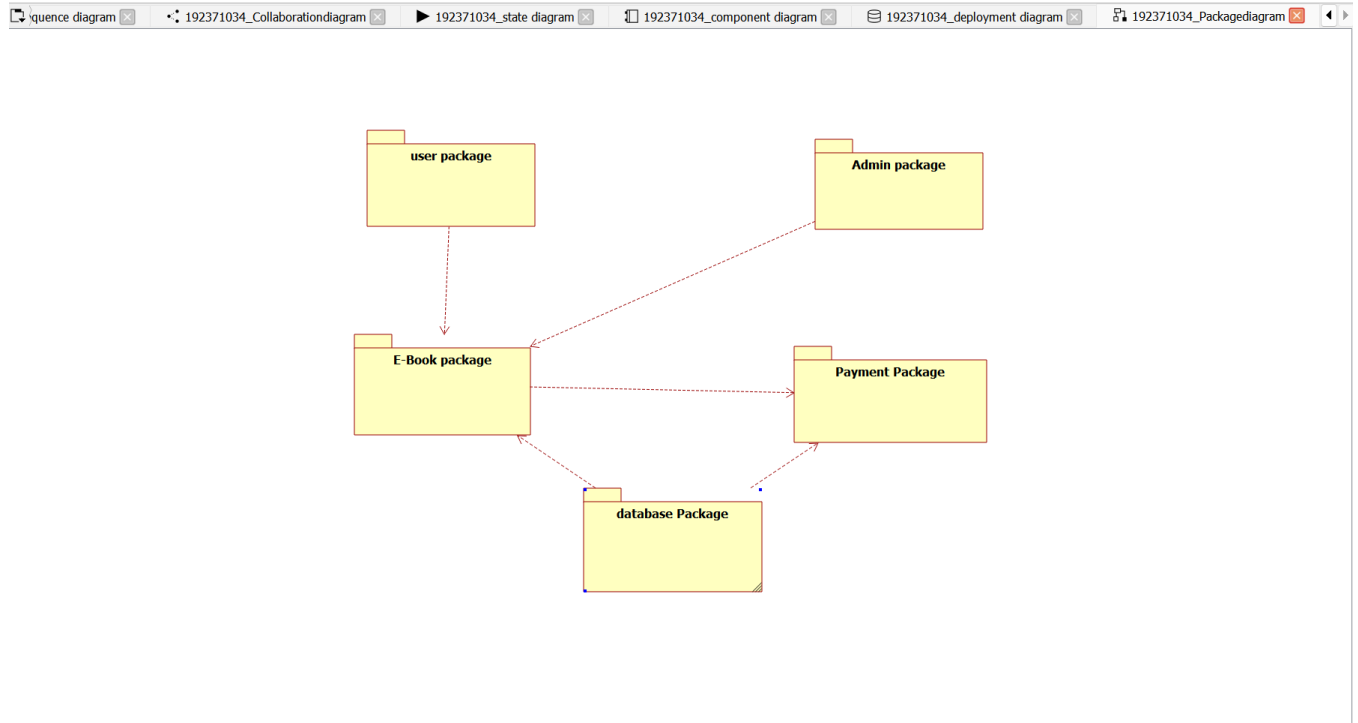 quence diagram
192371034_Collaborationdiagram
192371034_state diagram
192371034_component diagram
192371034_deployment diagram
192371034_Packagediagram
user package
Admin package
E-Book package
Payment Package
database Package